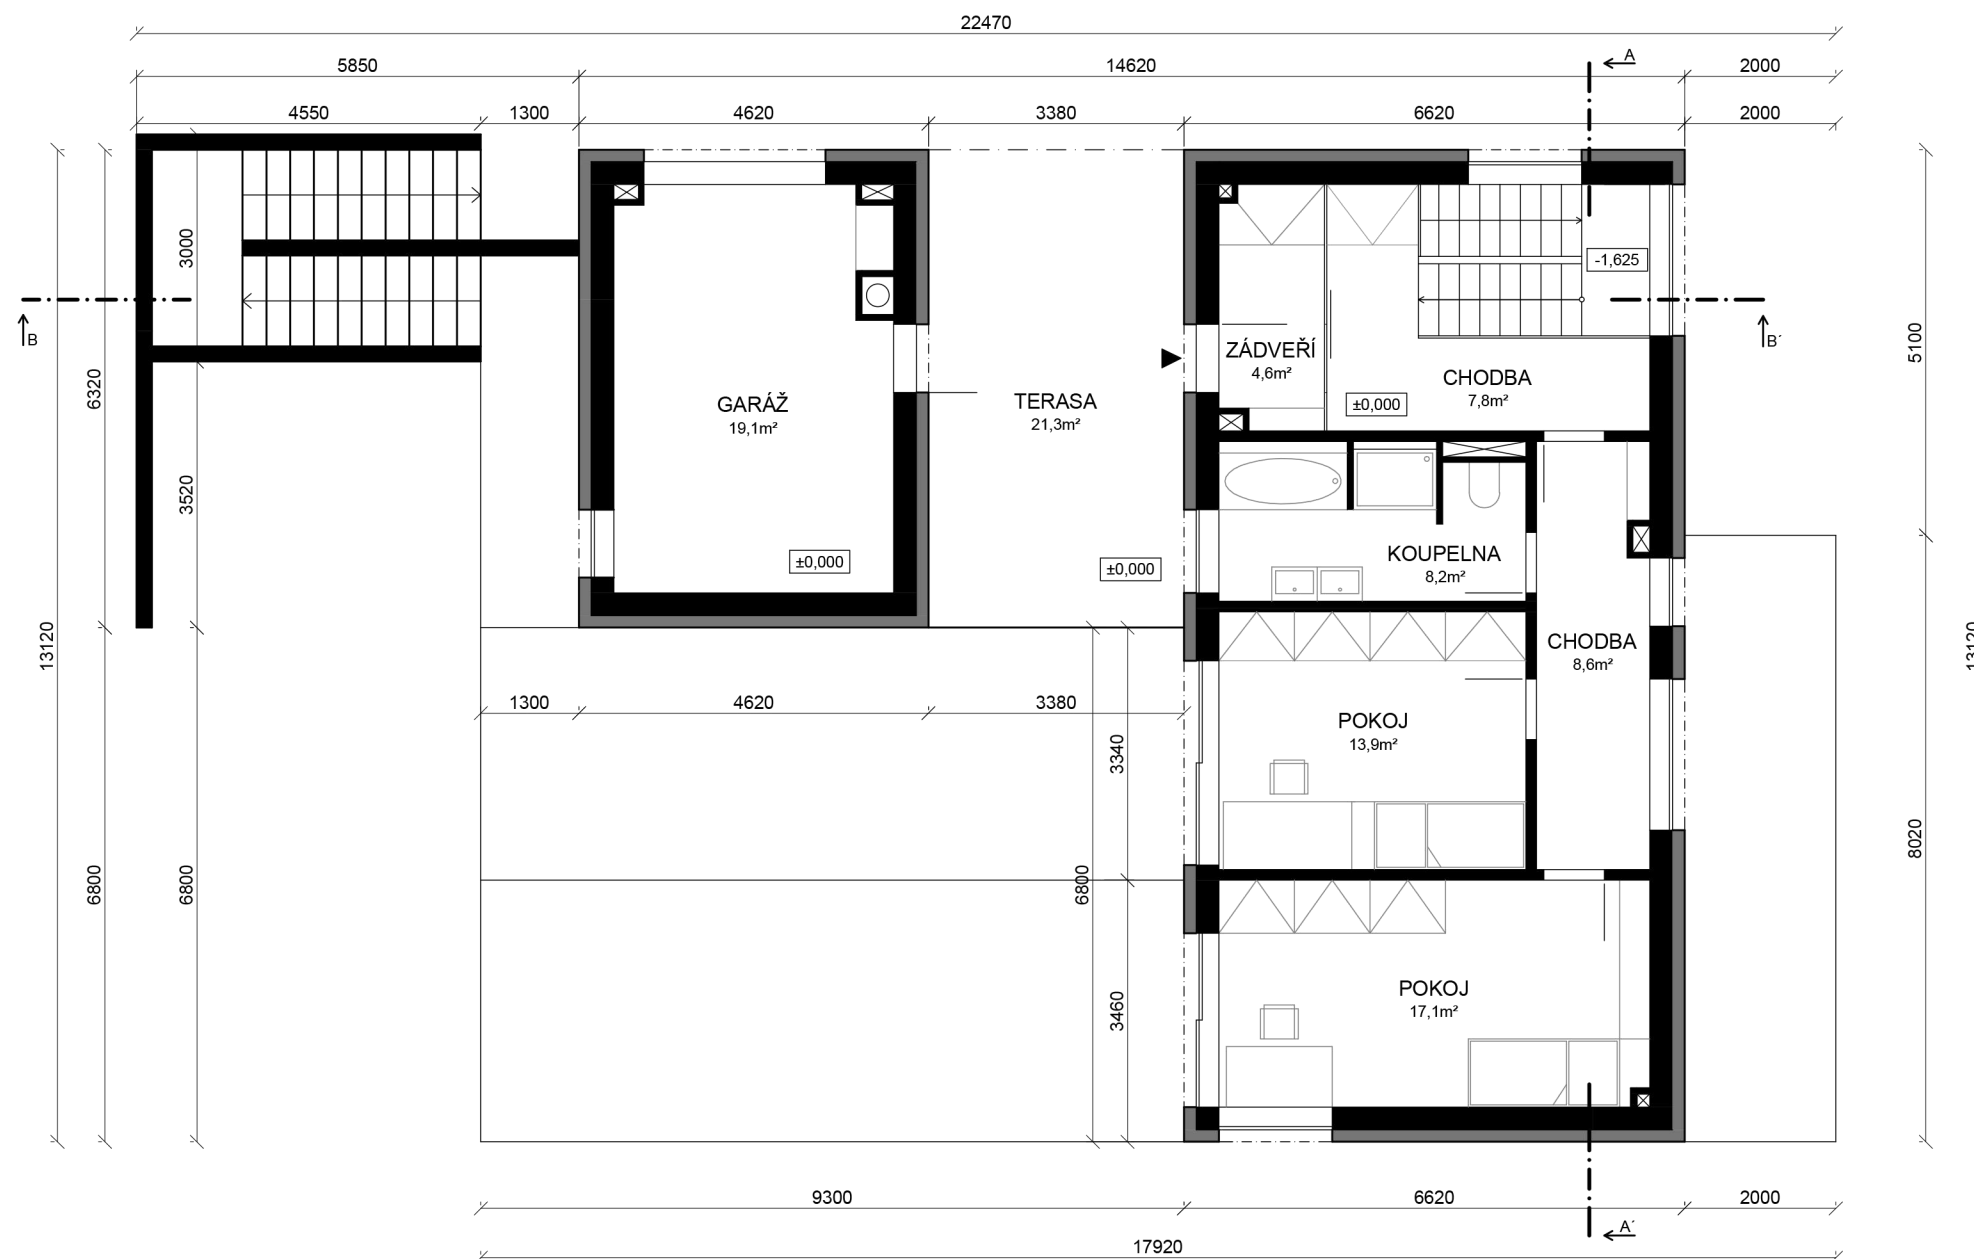 22470
5850
14620
2000
A
4550
1300
4620
3380
6620
2000
3000
-1,625
B
B´
5100
6320
ZÁDVEŘÍ
4,6m²
CHODBA
7,8m²
±0,000
GARÁŽ
19,1m²
TERASA
21,3m²
3520
KOUPELNA
8,2m²
±0,000
±0,000
13120
13120
CHODBA
8,6m²
1300
4620
3380
POKOJ
13,9m²
3340
8020
6800
6800
6800
POKOJ
17,1m²
3460
9300
6620
2000
A´
17920